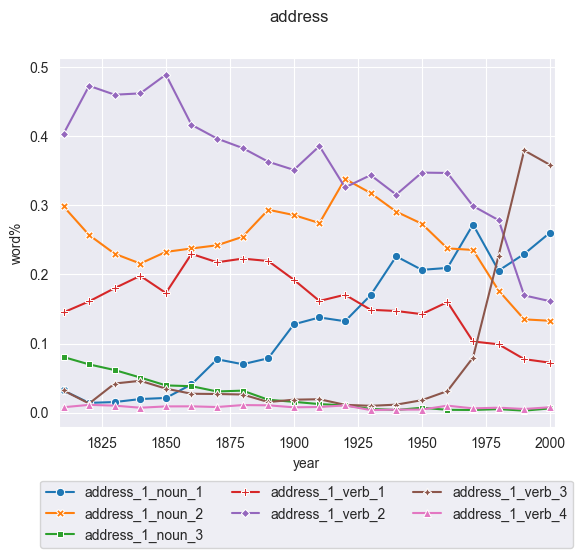 address
0.5
0.4
0.3
0.2
0.1
0.0
word%
1825 1850 1875 1900 1925 1950 1975 2000
year
address_1_noun_1 address_1_verb_1 address_1_verb_3
address_1_noun_2 address_1_verb_2 address_1_verb_4
address_1_noun_3